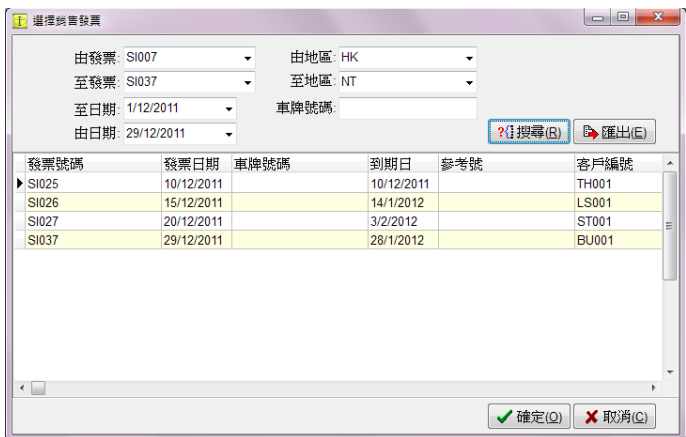 選擇銷售發票
由發票: SI007 由地區: HK
至發票: SI037 至地區: NT
至日期: 1/12/2011 車牌號碼:
由日期: 29/12/2011 搜尋(R) 匯出(E)
發票號碼 發票日期 車牌號碼 到期日 參考號 客戶編號
SI025 10/12/2011 10/12/2011 TH001
SI026 15/12/2011 14/1/2012 LS001
SI027 20/12/2011 3/2/2012 ST001
SI037 29/12/2011 28/1/2012 BU001
確定(O) 取消(C)